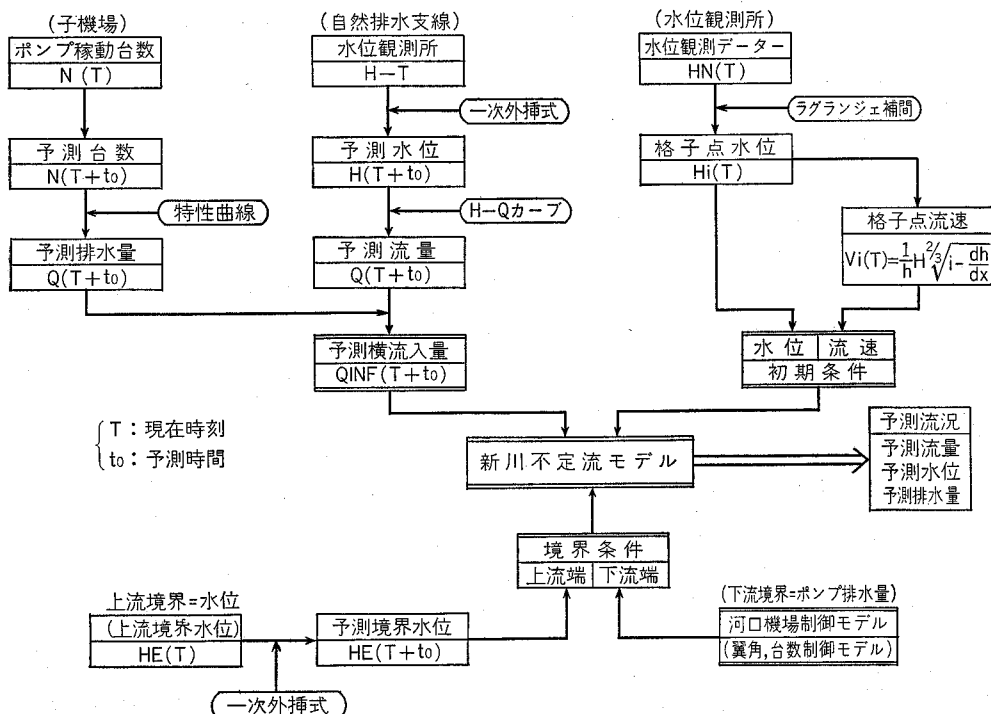 (子機場)
ポンプ稼動台数
N(T)
予測台数
N(T+to)
特性曲線
予測排水量
Q(T+to)
(自然排水支線)
水位観測所
H-T
一次外挿式
予測水位
H(T+to)
H-Qカーブ
予測流量
Q(T+to)
予測横流入量
QINF(T+to)
(水位観測所)
水位観測データー
HN(T)
ラグランジェ補間
格子点水位
Hi(T)
格子点流速
Vi(T)=1/h H^2/3 √i-dh/dx
水位 流速
初期条件
T:現在時刻
to:予測時間
新川不定流モデル
予測流況
予測流量
予測水位
予測排水量
境界条件
上流端 下流端
上流境界=水位
(上流境界水位)
HE(T)
一次外挿式
予測境界水位
HE(T+to)
(下流境界=ポンプ排水量)
河口機場制御モデル
(翼角,台数制御モデル)